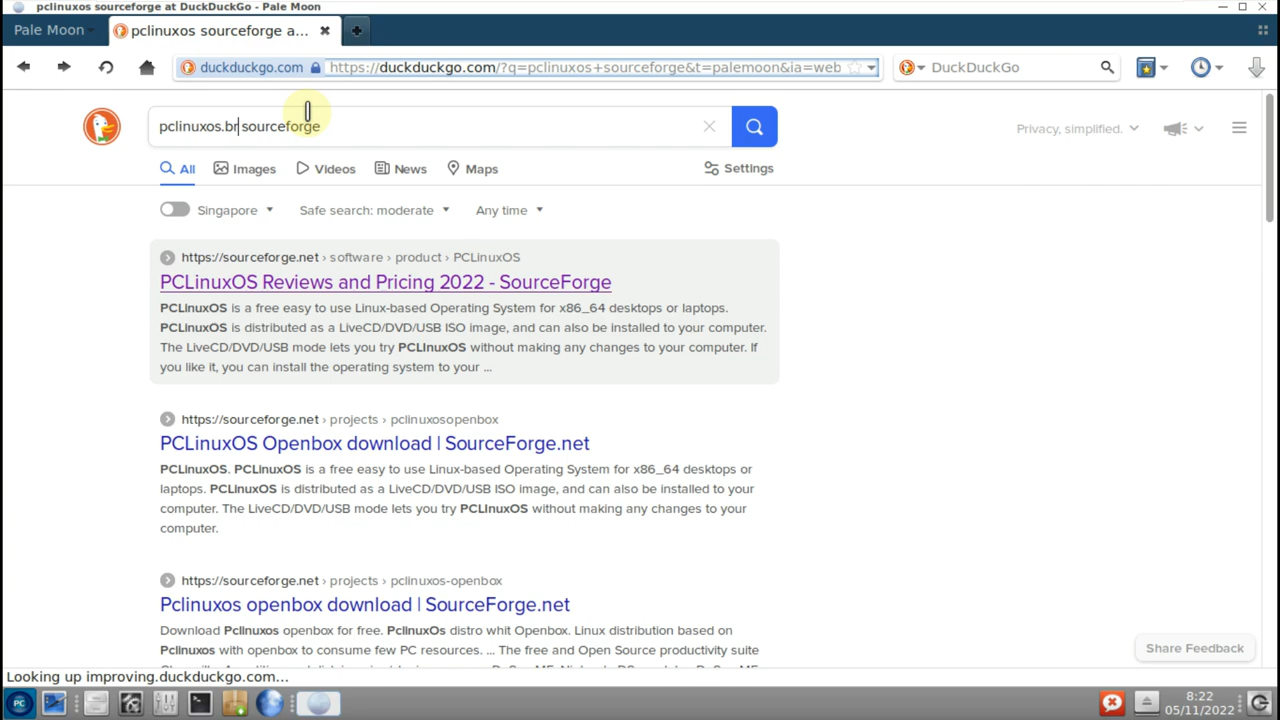 pclinuxos sourceforge at DuckDuckGo - Pale Moon
Pale Moon
pclinuxos sourceforge a...
duckduckgo.com
https://duckduckgo.com/?q=pclinuxos+sourceforge&t=palemoon&ia=web
DuckDuckGo
pclinuxos.br sourceforge
Privacy, simplified.
All
Images
Videos
News
Maps
Settings
Singapore
Safe search: moderate
Any time
https://sourceforge.net › software › product › PCLInuxOS
PCLinuxOS Reviews and Pricing 2022 - SourceForge
PCLinuxOS is a free easy to use Linux-based Operating System for x86_64 desktops or laptops.
PCLinuxOS is distributed as a LiveCD/DVD/USB ISO image, and can also be installed to your computer.
The LiveCD/DVD/USB mode lets you try PCLInuxOS without making any changes to your computer. If
you like it, you can install the operating system to your ...
https://sourceforge.net › projects › pclinuxosopenbox
PCLinuxOS Openbox download | SourceForge.net
PCLinuxOS. PCLinuxOS is a free easy to use Linux-based Operating System for x86_64 desktops or
laptops. PCLinuxOS is distributed as a LiveCD/DVD/USB ISO image, and can also be installed to your
computer. The LiveCD/DVD/USB mode lets you try PCLInuxOS without making any changes to your
computer.
https://sourceforge.net › projects › pclinuxos-openbox
Pclinuxos openbox download | SourceForge.net
Download Pclinuxos openbox for free. PclinuxOs distro whit Openbox. Linux distribution based on
Pclinuxos with openbox to consume few PC resources. ... The free and Open Source productivity suite
Share Feedback
Looking up improving.duckduckgo.com...
PC
8:22
05/11/2022